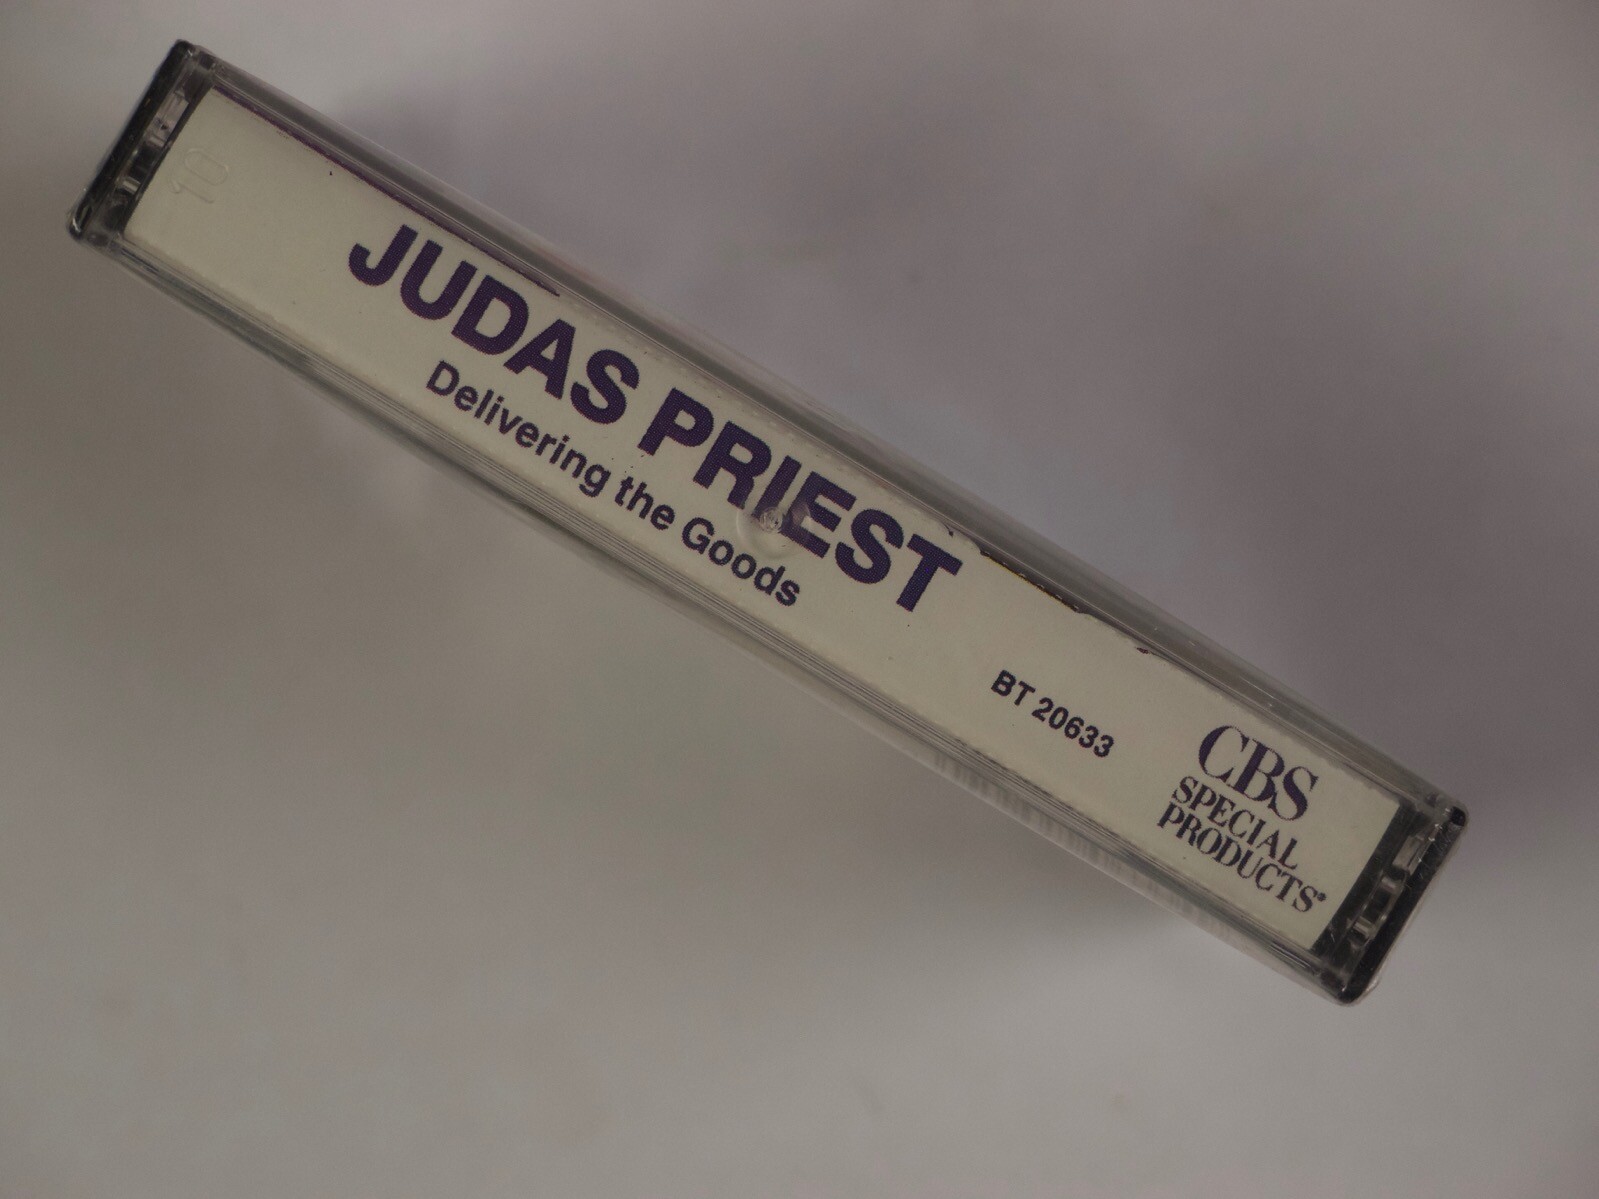 10
JUDAS PRIEST
Delivering the Goods
BT 20633
CBS
SPECIAL
PRODUCTS®